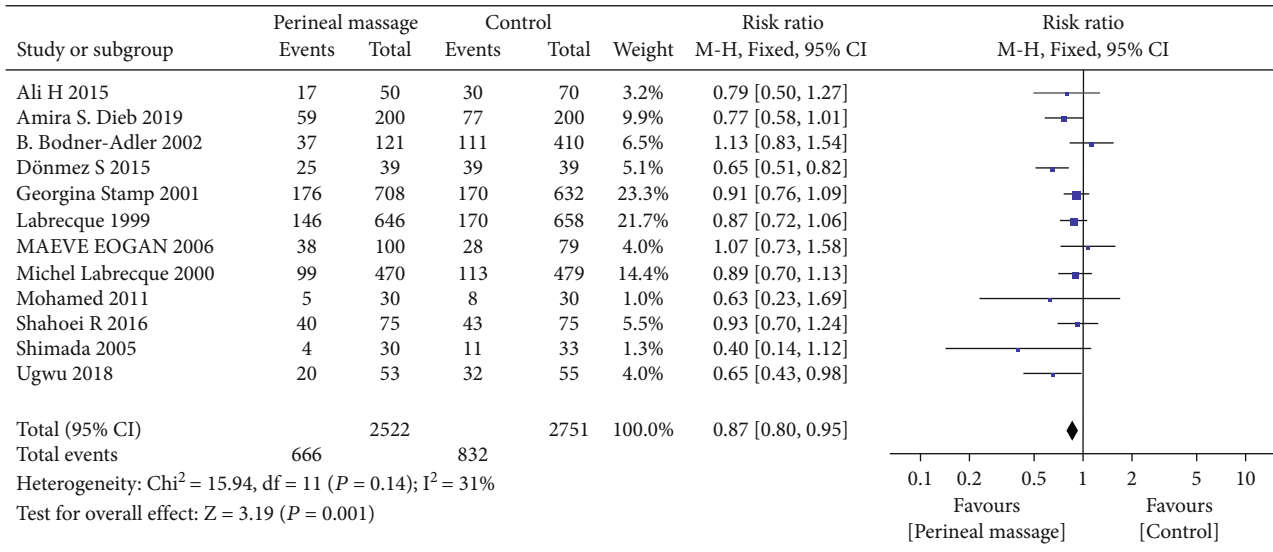 Perineal massage Control Risk ratio Risk ratio
Study or subgroup Events Total Events Total Weight M-H, Fixed, 95% CI M-H, Fixed, 95% CI
Ali H 2015 17 50 30 70 3.2% 0.79 [0.50, 1.27]
Amira S. Dieb 2019 59 200 77 200 9.9% 0.77 [0.58, 1.01]
B. Bodner-Adler 2002 37 121 111 410 6.5% 1.13 [0.83, 1.54]
Dönmez S 2015 25 39 39 39 5.1% 0.65 [0.51, 0.82]
Georgina Stamp 2001 176 708 170 632 23.3% 0.91 [0.76, 1.09]
Labrecque 1999 146 646 170 658 21.7% 0.87 [0.72, 1.06]
MAEVE EOGAN 2006 38 100 28 79 4.0% 1.07 [0.73, 1.58]
Michel Labrecque 2000 99 470 113 479 14.4% 0.89 [0.70, 1.13]
Mohamed 2011 5 30 8 30 1.0% 0.63 [0.23, 1.69]
Shahoei R 2016 40 75 43 75 5.5% 0.93 [0.70, 1.24]
Shimada 2005 4 30 11 33 1.3% 0.40 [0.14, 1.12]
Ugwu 2018 20 53 32 55 4.0% 0.65 [0.43, 0.98]
Total (95% CI) 2522 2751 100.0% 0.87 [0.80, 0.95]
Total events 666 832
Heterogeneity: Chi² = 15.94, df = 11 (P = 0.14); I² = 31%
Test for overall effect: Z = 3.19 (P = 0.001)
0.1 0.2 0.5 1 2 5 10
Favours Favours
[Perineal massage] [Control]